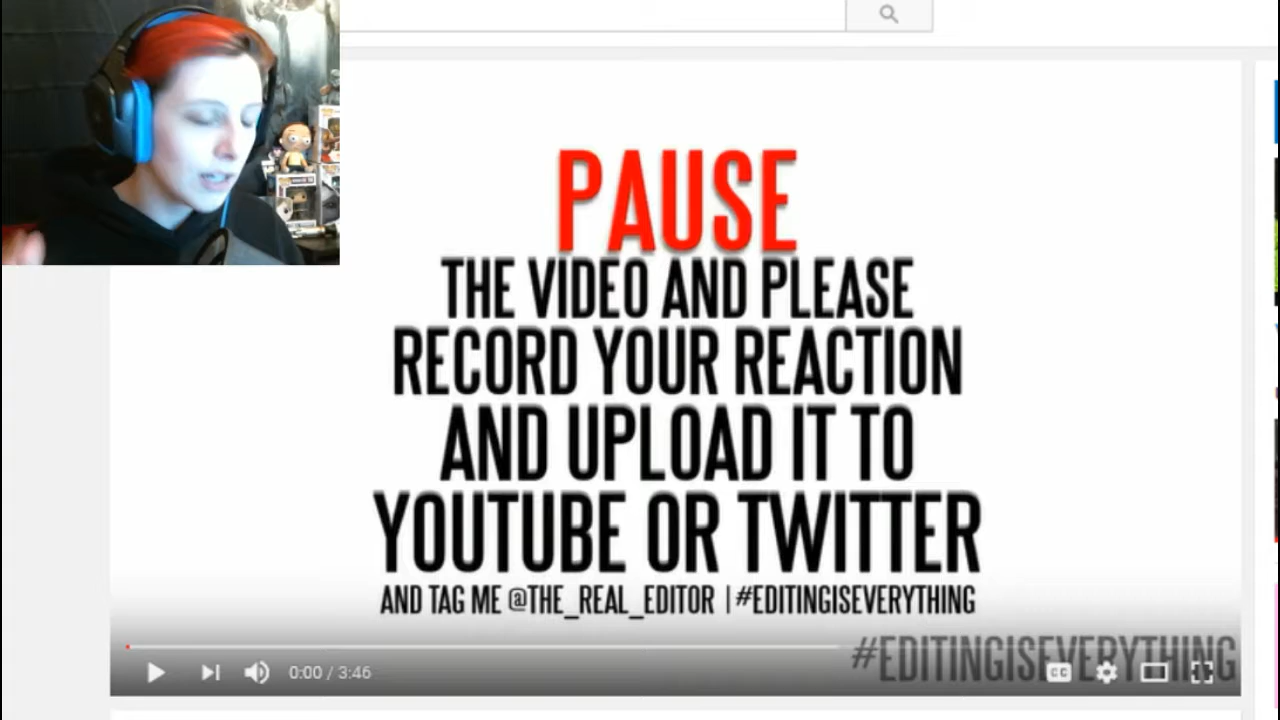 PAUSE
THE VIDEO AND PLEASE
RECORD YOUR REACTION
AND UPLOAD IT TO
YOUTUBE OR TWITTER
AND TAG ME @THE_REAL_EDITOR | #EDITINGISEVERYTHING
#EDITINGISEVERYTHING
0:00 / 3:46
CC